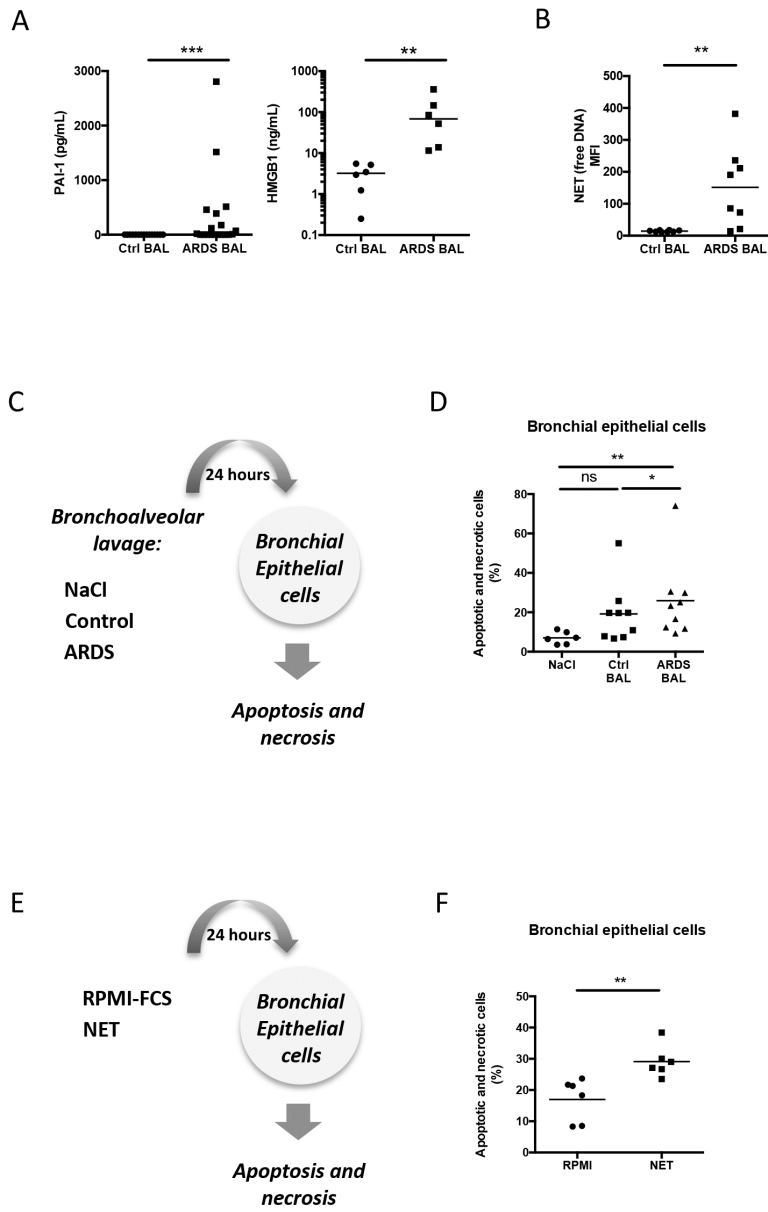 A
***
PAI-1 (pg/mL)
3000
2000
1000
0
Ctrl BAL
ARDS BAL
**
HMGB1 (ng/mL)
1000
100
10
1
0.1
Ctrl BAL
ARDS BAL
B
**
NET (free DNA)
MFI
500
400
300
200
100
0
Ctrl BAL
ARDS BAL
C
24 hours
Bronchoalveolar
lavage:
NaCl
Control
ARDS
Bronchial
Epithelial
cells
Apoptosis and
necrosis
D
Bronchial epithelial cells
**
ns
*
Apoptotic and necrotic cells
(%)
80
60
40
20
0
NaCl
Ctrl
BAL
ARDS
BAL
E
24 hours
RPMI-FCS
NET
Bronchial
Epithelial
cells
Apoptosis and
necrosis
F
Bronchial epithelial cells
**
Apoptotic and necrotic cells
(%)
50
40
30
20
10
0
RPMI
NET